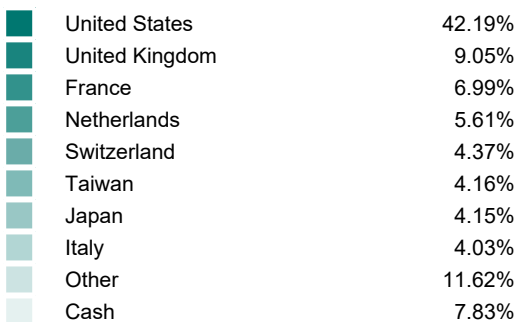 United States 42.19%
United Kingdom 9.05%
France 6.99%
Netherlands 5.61%
Switzerland 4.37%
Taiwan 4.16%
Japan 4.15%
Italy 4.03%
Other 11.62%
Cash 7.83%